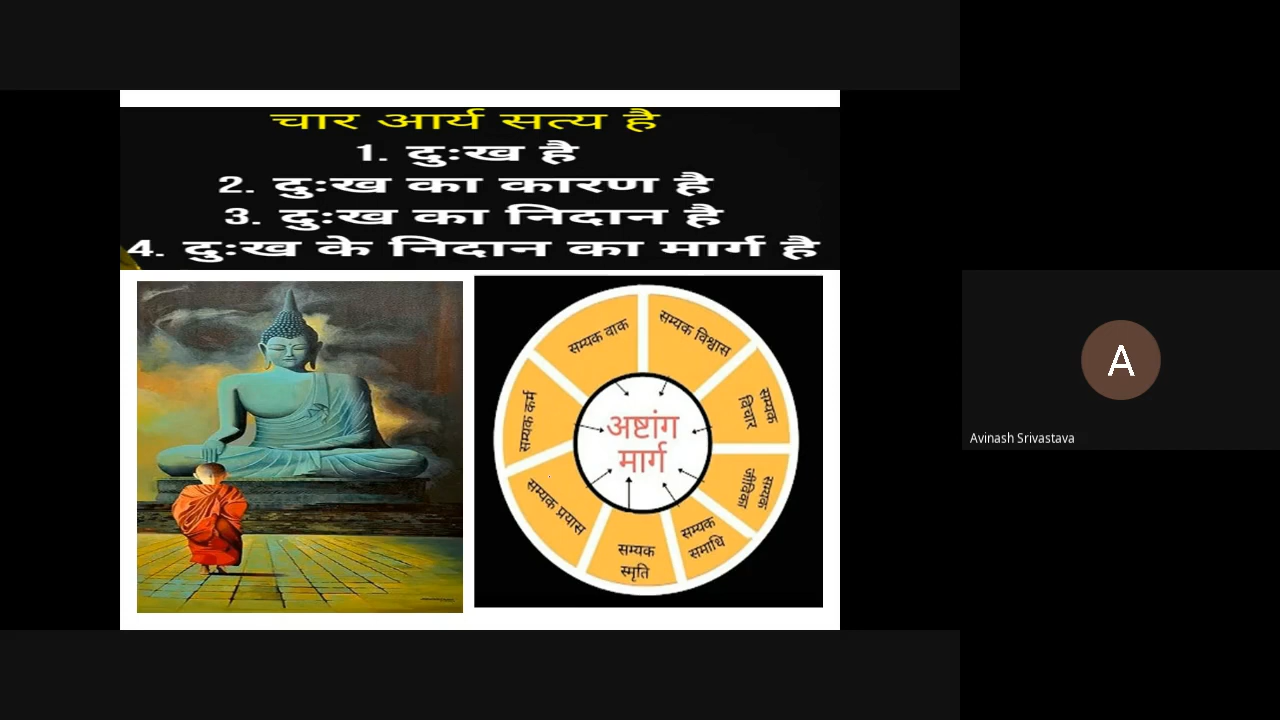 चार आर्य सत्य है
1. दुःख है
2. दुःख का कारण है
3. दुःख का निदान है
4. दुःख के निदान का मार्ग है
सम्यक वाक
सम्यक विश्वास
सम्यक
विचार
सम्यक
जीविका
सम्यक
समाधि
सम्यक
स्मृति
सम्यक प्रयास
सम्यक कर्म
अष्टांग
मार्ग
A
Avinash Srivastava